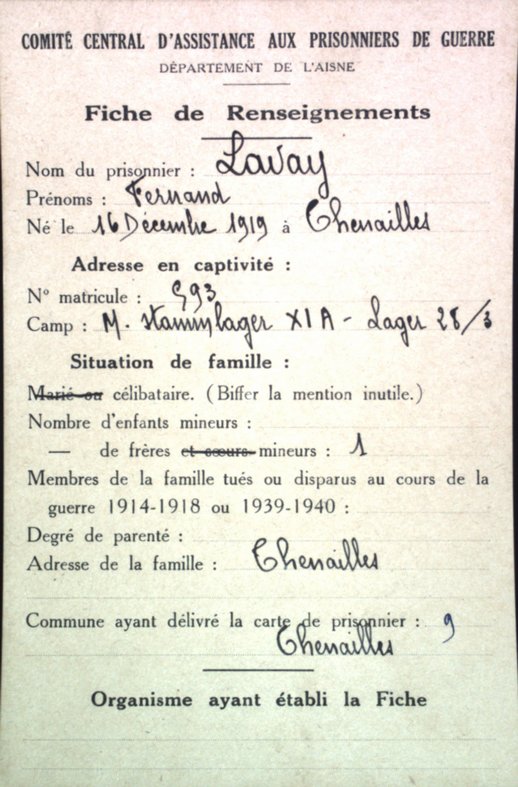 COMITÉ CENTRAL D'ASSISTANCE AUX PRISONNIERS DE GUERRE
DÉPARTEMENT DE L'AISNE
Fiche de Renseignements
Nom du prisonnier : Lavay
Prénoms : Fernand
Né le 16 Décembre 1919 à Thenailles
Adresse en captivité :
N° matricule : 593
Camp : M. Stammlager XI A - Lager 28/3
Situation de famille :
Marié ou célibataire. (Biffer la mention inutile.)
Nombre d'enfants mineurs :
— de frères et sœurs mineurs : 1
Membres de la famille tués ou disparus au cours de la
guerre 1914-1918 ou 1939-1940 :
Degré de parenté :
Adresse de la famille : Thenailles
Commune ayant délivré la carte de prisonnier : 9
Thenailles
Organisme ayant établi la Fiche